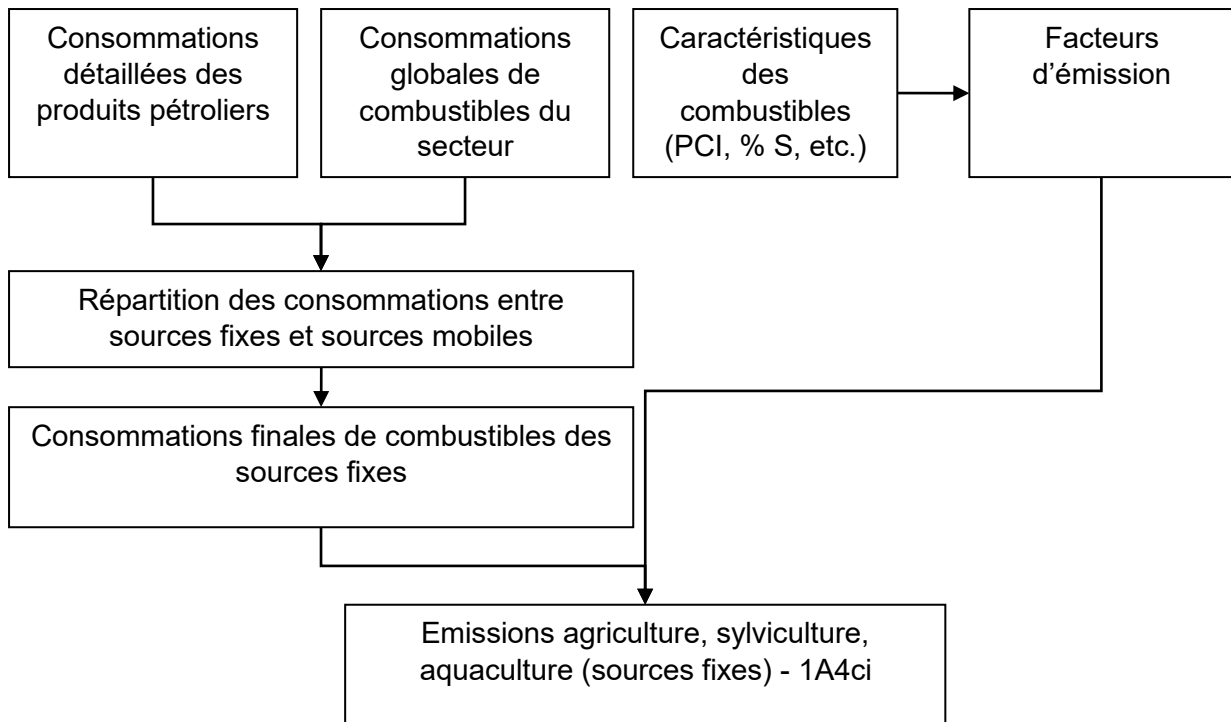 Consommations
détaillées des
produits pétroliers
Consommations
globales de
combustibles du
secteur
Caractéristiques
des
combustibles
(PCI, % S, etc.)
Facteurs
d’émission
Répartition des consommations entre
sources fixes et sources mobiles
Consommations finales de combustibles des
sources fixes
Emissions agriculture, sylviculture,
aquaculture (sources fixes) - 1A4ci